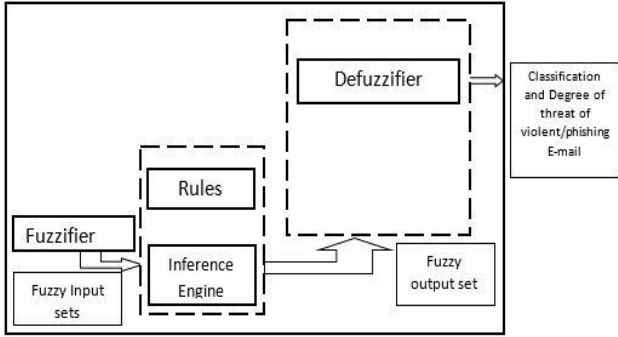 Defuzzifier
Classification
and Degree of
threat of
violent/phishing
E-mail
Rules
Fuzzifier
Inference
Engine
Fuzzy Input
sets
Fuzzy
output set